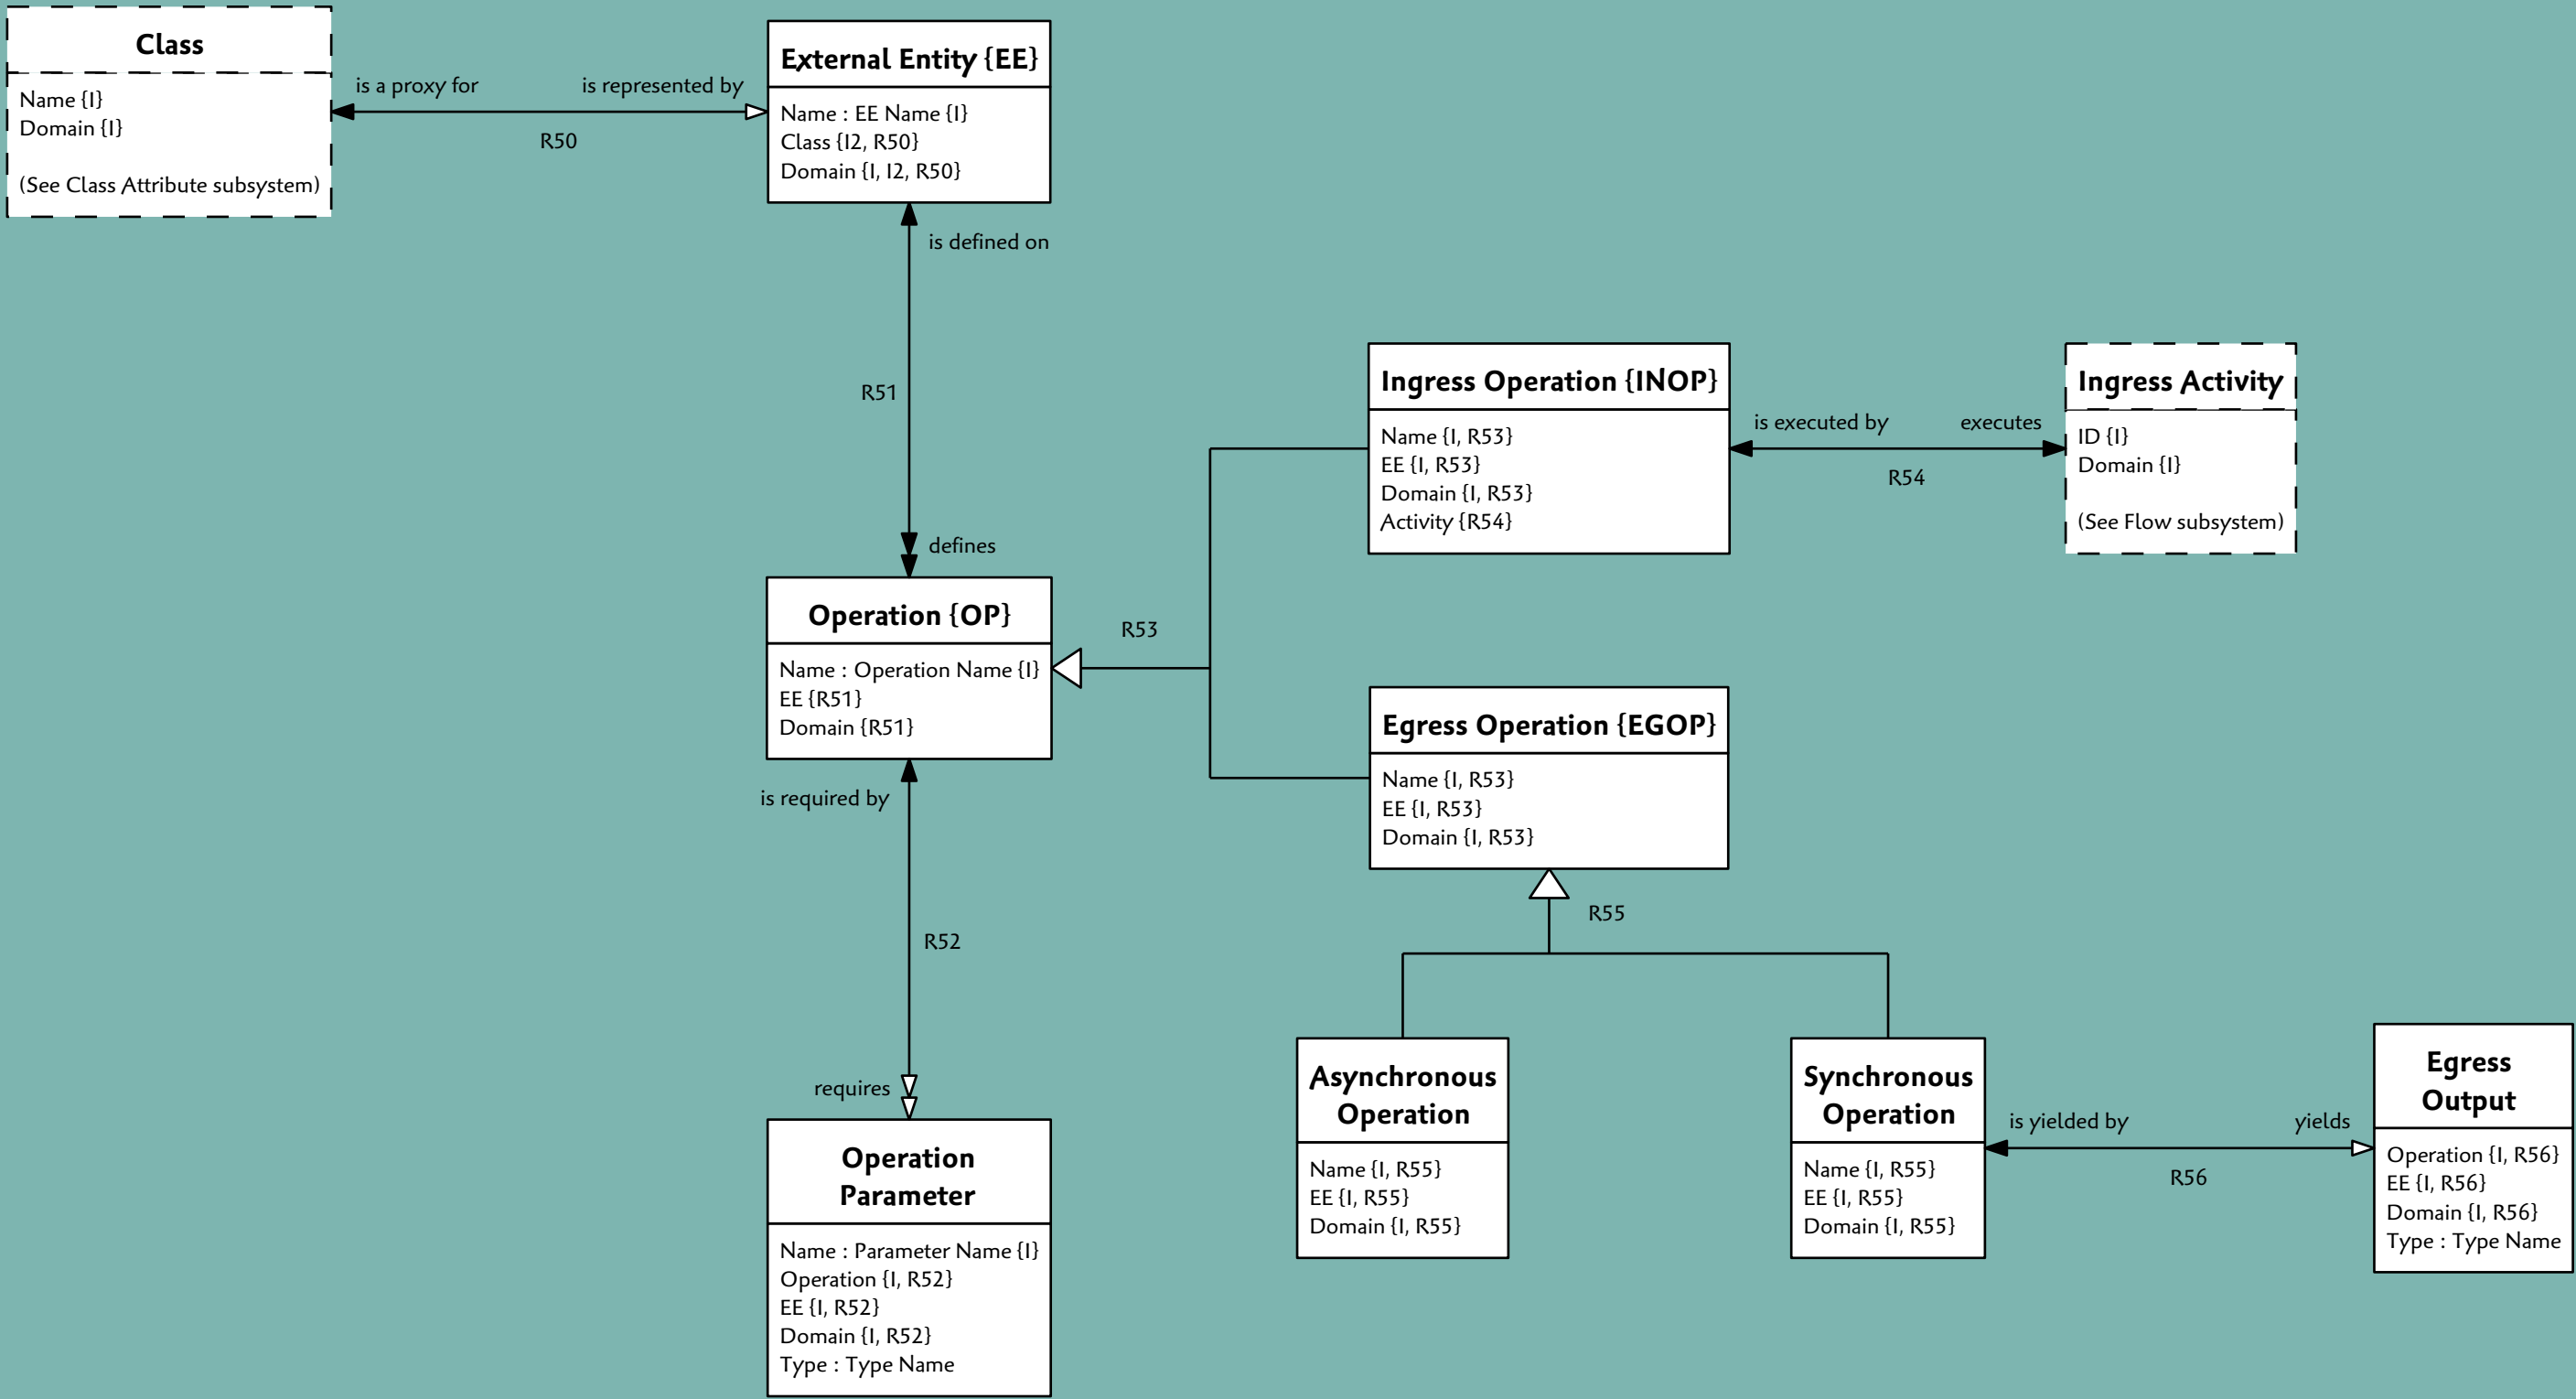 Class
Name {I}
Domain {I}
(See Class Attribute subsystem)
is a proxy for
is represented by
R50
External Entity {EE}
Name : EE Name {I}
Class {I2, R50}
Domain {I, I2, R50}
is defined on
R51
defines
Operation {OP}
Name : Operation Name {I}
EE {R51}
Domain {R51}
R53
Ingress Operation {INOP}
Name {I, R53}
EE {I, R53}
Domain {I, R53}
Activity {R54}
is executed by
executes
R54
Ingress Activity
ID {I}
Domain {I}
(See Flow subsystem)
Egress Operation {EGOP}
Name {I, R53}
EE {I, R53}
Domain {I, R53}
R55
is required by
R52
requires
Operation
Parameter
Name : Parameter Name {I}
Operation {I, R52}
EE {I, R52}
Domain {I, R52}
Type : Type Name
Asynchronous
Operation
Name {I, R55}
EE {I, R55}
Domain {I, R55}
Synchronous
Operation
Name {I, R55}
EE {I, R55}
Domain {I, R55}
is yielded by
yields
R56
Egress
Output
Operation {I, R56}
EE {I, R56}
Domain {I, R56}
Type : Type Name